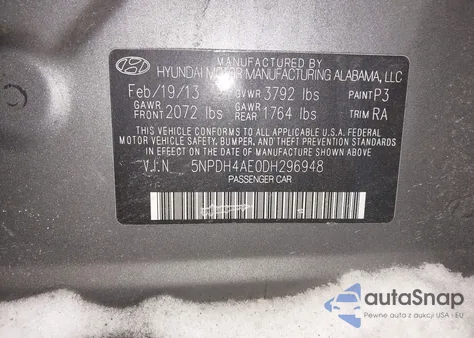 MANUFACTURED BY
HYUNDAI MOTOR MANUFACTURING ALABAMA, LLC
Feb/19/13 GVWR 3792 lbs PAINT P3
GAWR FRONT 2072 lbs GAWR REAR 1764 lbs TRIM RA
THIS VEHICLE CONFORMS TO ALL APPLICABLE U.S.A. FEDERAL
MOTOR VEHICLE SAFETY, BUMPER, AND THEFT PREVENTION STANDARDS
IN EFFECT ON THE DATE OF MANUFACTURE SHOWN ABOVE.
V.I.N 5NPDH4AE0DH296948
PASSENGER CAR
autoSnap
Pewne auta z aukcji USA i EU